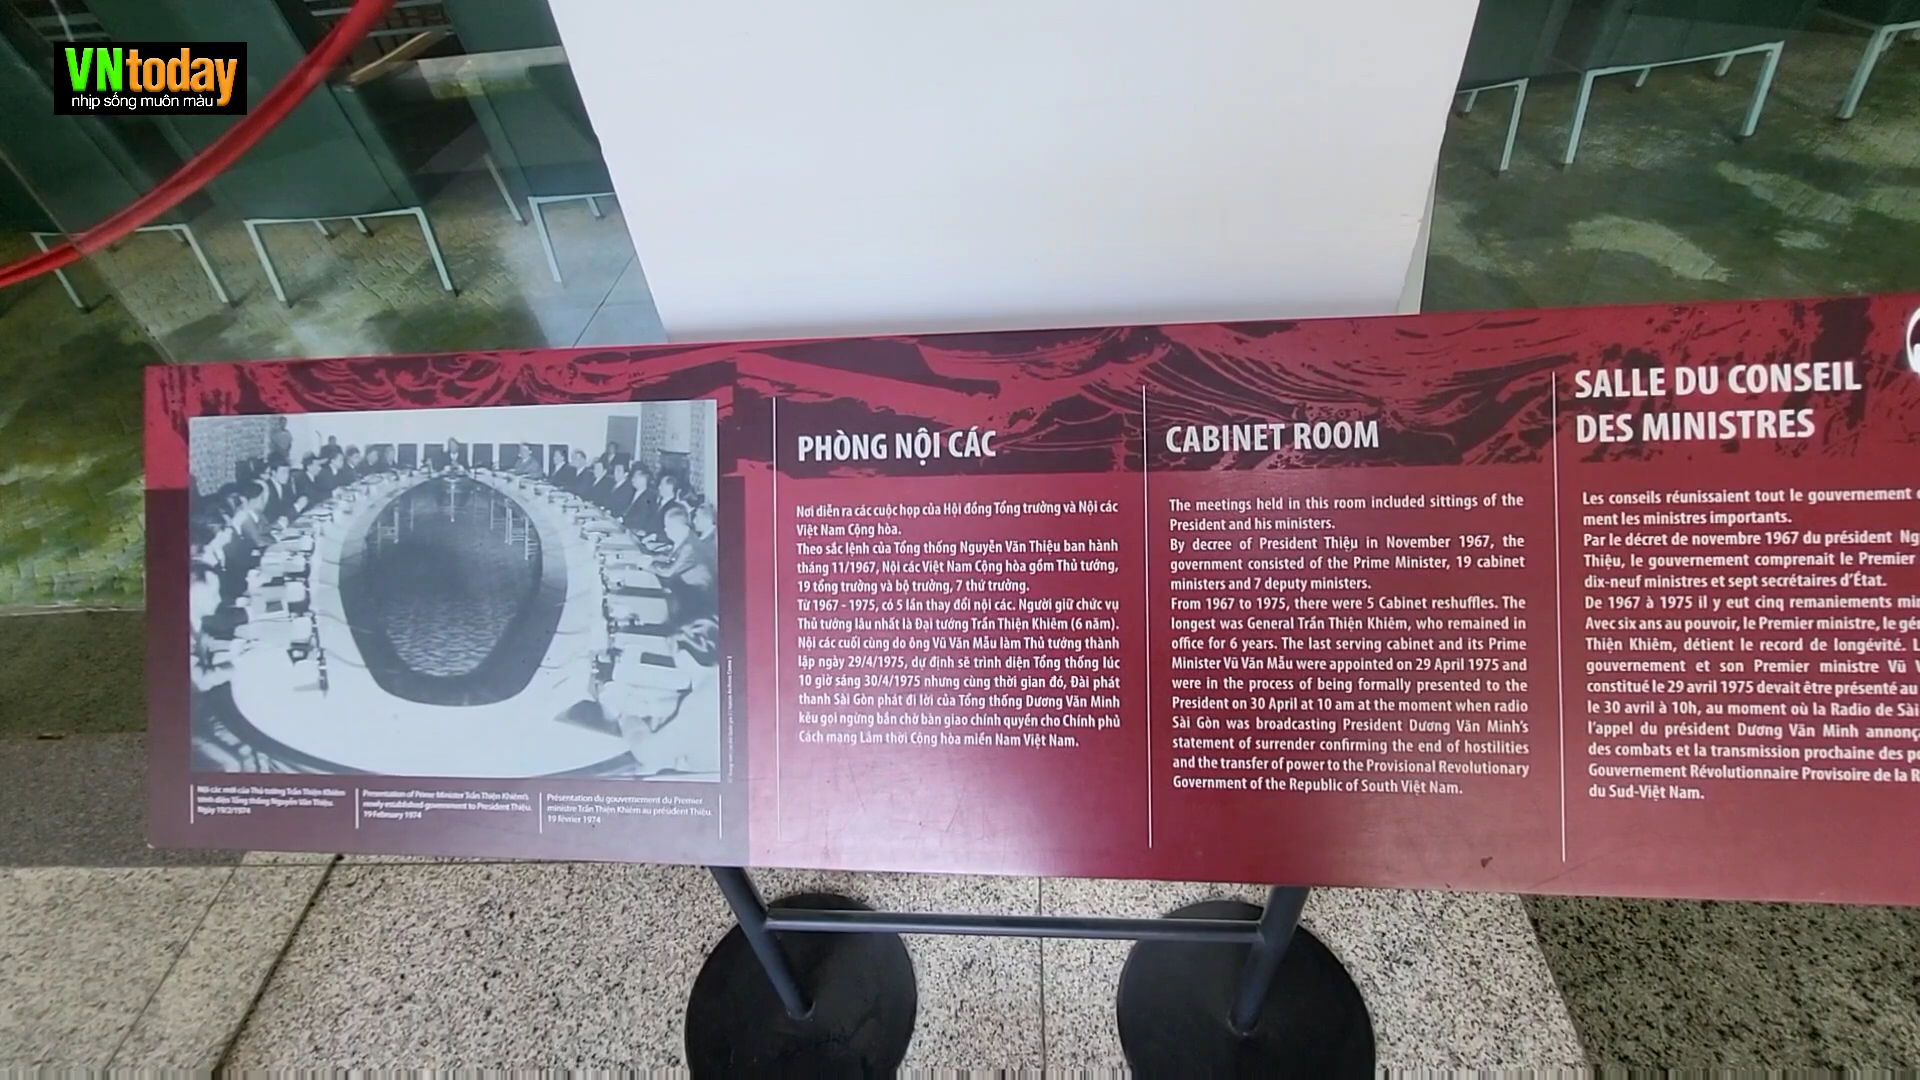 VNtoday
nhịp sống muôn màu
PHÒNG NỘI CÁC
Nơi diễn ra các cuộc họp của Hội đồng Tổng trưởng và Nội các
Việt Nam Cộng hòa.
Theo sắc lệnh của Tổng thống Nguyễn Văn Thiệu ban hành
tháng 11/1967, Nội các Việt Nam Cộng hòa gồm Thủ tướng,
19 tổng trưởng và bộ trưởng, 7 thứ trưởng.
Từ 1967 - 1975, có 5 lần thay đổi nội các. Người giữ chức vụ
Thủ tướng lâu nhất là Đại tướng Trần Thiện Khiêm (6 năm).
Nội các cuối cùng do ông Vũ Văn Mẫu làm Thủ tướng thành
lập ngày 29/4/1975, dự định sẽ trình diện Tổng thống lúc
10 giờ sáng 30/4/1975 nhưng cùng thời gian đó, Đài phát
thanh Sài Gòn phát đi lời của Tổng thống Dương Văn Minh
kêu gọi ngừng bắn chờ bàn giao chính quyền cho Chính phủ
Cách mạng Lâm thời Cộng hòa miền Nam Việt Nam.
CABINET ROOM
The meetings held in this room included sittings of the
President and his ministers.
By decree of President Thiệu in November 1967, the
government consisted of the Prime Minister, 19 cabinet
ministers and 7 deputy ministers.
From 1967 to 1975, there were 5 Cabinet reshuffles. The
longest was General Trần Thiện Khiêm, who remained in
office for 6 years. The last serving cabinet and its Prime
Minister Vũ Văn Mẫu were appointed on 29 April 1975 and
were in the process of being formally presented to the
President on 30 April at 10 am at the moment when radio
Sài Gòn was broadcasting President Dương Văn Minh's
statement of surrender confirming the end of hostilities
and the transfer of power to the Provisional Revolutionary
Government of the Republic of South Việt Nam.
SALLE DU CONSEIL
DES MINISTRES
Les conseils réunissaient tout le gouvernement
ment les ministres importants.
Par le décret de novembre 1967 du président
Thiệu, le gouvernement comprenait le Premier
dix-neuf ministres et sept secrétaires d'État.
De 1967 à 1975 il y eut cinq remaniements
Avec six ans au pouvoir, le Premier ministre, le
Thiện Khiêm, détient le record de longévité.
gouvernement et son Premier ministre Vũ
constitué le 29 avril 1975 devait être présenté au
le 30 avril à 10h, au moment où la Radio de
l'appel du président Dương Văn Minh
des combats et la transmission prochaine des
Gouvernement Révolutionnaire Provisoire de la
du Sud-Việt Nam.
Nội các mới của Thủ tướng Trần Thiện Khiêm
trình diện Tổng thống Nguyễn Văn Thiệu.
Ngày 19/2/1974
Presentation of Prime Minister Trần Thiện Khiêm's
newly established government to President Thiệu.
19 February 1974
Présentation du gouvernement du Premier
ministre Trần Thiện Khiêm au président Thiệu.
19 février 1974